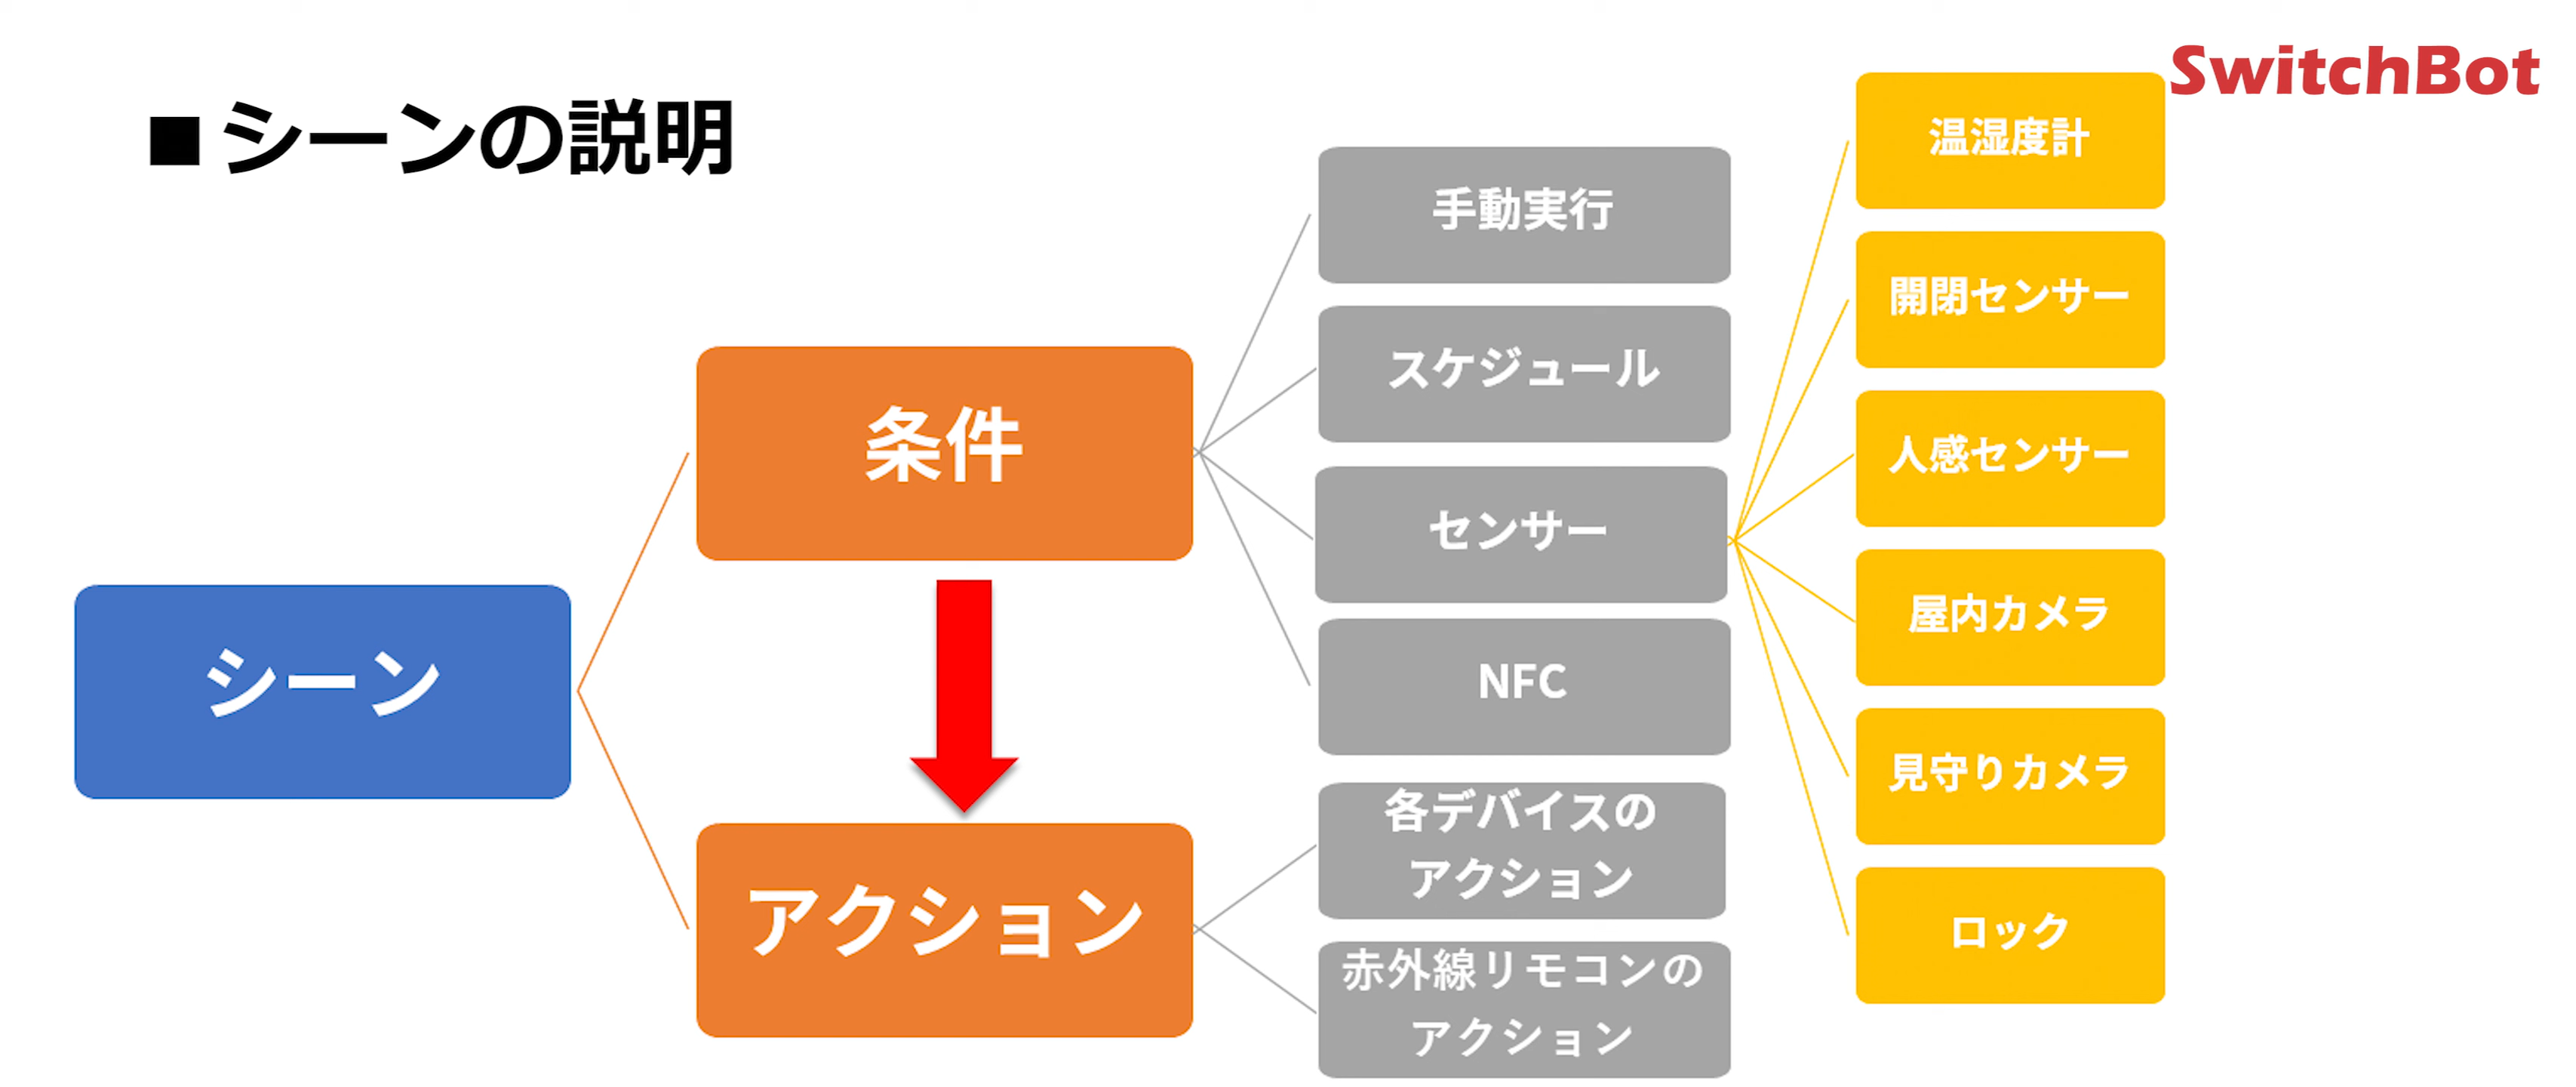 SwitchBot
■シーンの説明
シーン
条件
アクション
手動実行
スケジュール
センサー
NFC
各デバイスの
アクション
赤外線リモコンの
アクション
温湿度計
開閉センサー
人感センサー
屋内カメラ
見守りカメラ
ロック